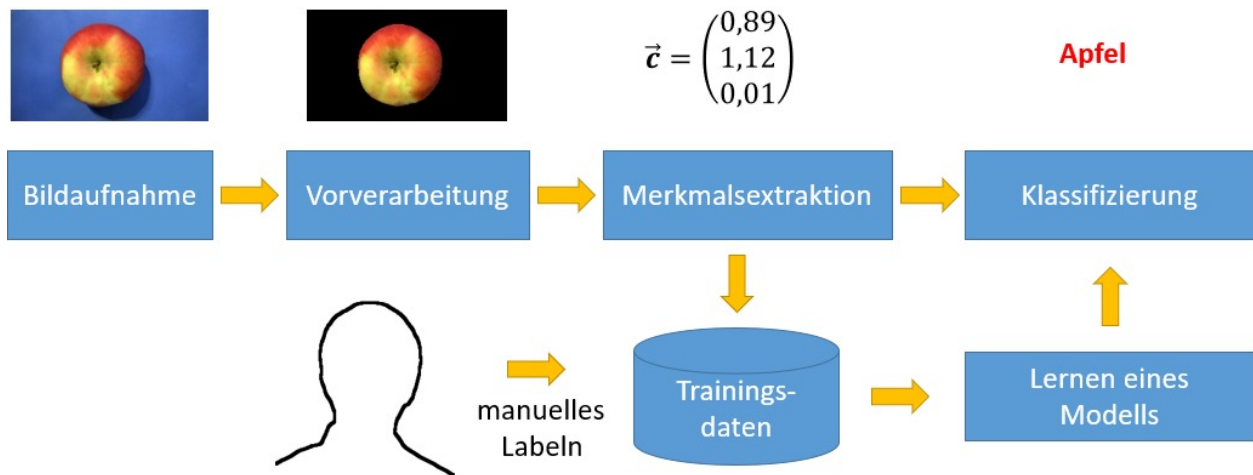 c⃗ = (0,89
1,12
0,01)
Apfel
Bildaufnahme
Vorverarbeitung
Merkmalsextraktion
Klassifizierung
manuelles
Labeln
Trainings-
daten
Lernen eines
Modells